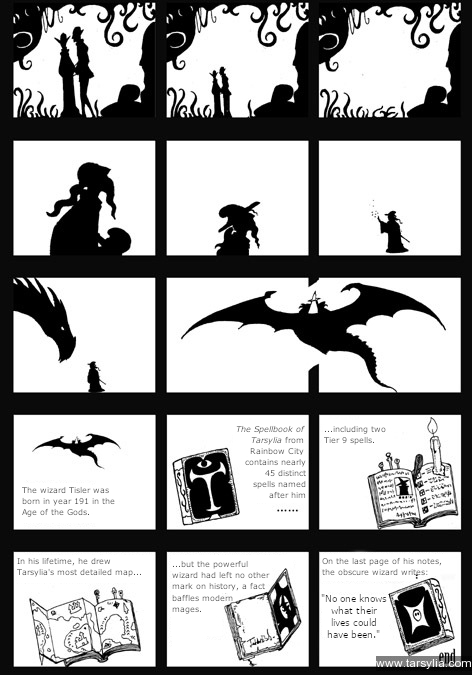 The wizard Tisler was
born in year 191 in the
Age of the Gods.
The Spellbook of
Tarsylia from
Rainbow City
contains nearly
45 distinct
spells named
after him
......
...including two
Tier 9 spells.
In his lifetime, he drew
Tarsylia's most detailed map...
...but the powerful
wizard had left no other
mark on history, a fact
baffles modern
mages.
On the last page of his notes,
the obscure wizard writes:
"No one knows
what their
lives could
have been."
end
www.tarsylia.com